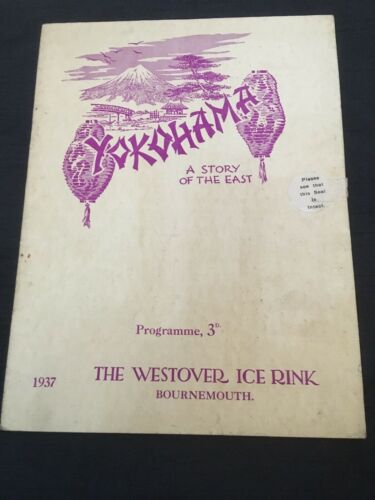 YOKOHAMA
A STORY
OF THE EAST
Please
see that
this Seal
is
intact.
Programme, 3D.
1937
THE WESTOVER ICE RINK
BOURNEMOUTH.